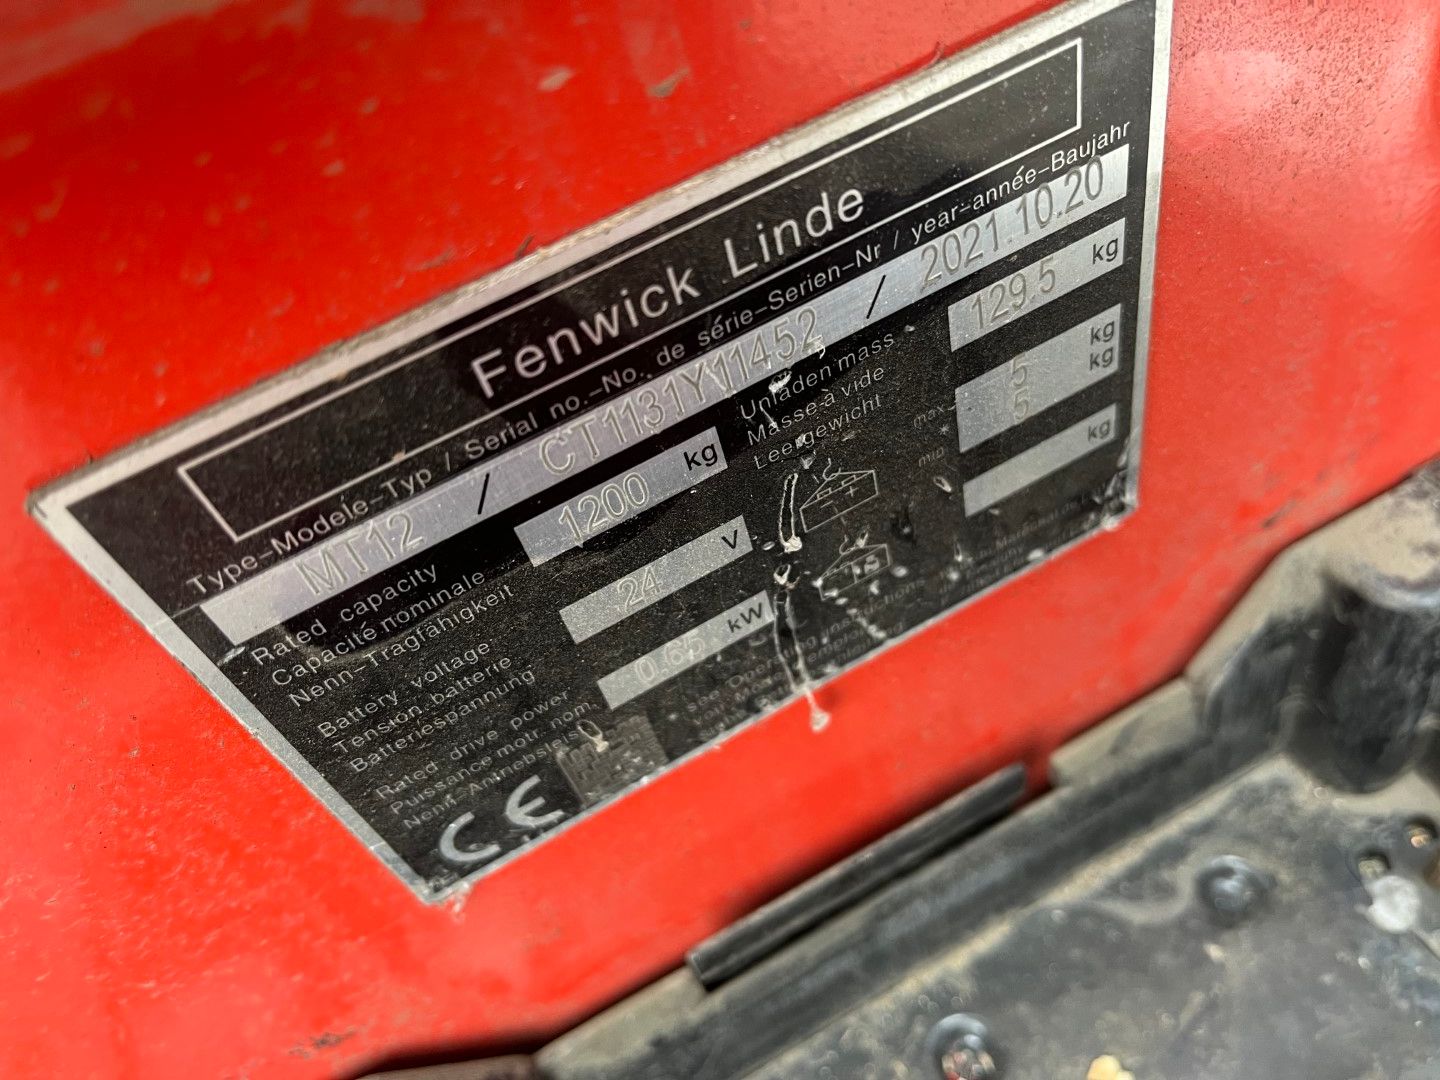 Fenwick Linde
Type-Modele-Typ / Serial no.-No. de série-Serien-Nr / year-année-Baujahr
MT12 / CT1131Y11452 / 2021.10.20
Rated capacity
Capacité nominale
Nenn-Tragfähigkeit
1200 kg
Unladen mass
Masse à vide
Leergewicht
129.5 kg
Battery voltage
Tension batterie
Batteriespannung
24 V
max 5 kg
min 5 kg
kg
Rated drive power
Puissance motr. nom.
Nenn
0.65 kW
* see Operating instructions
CE